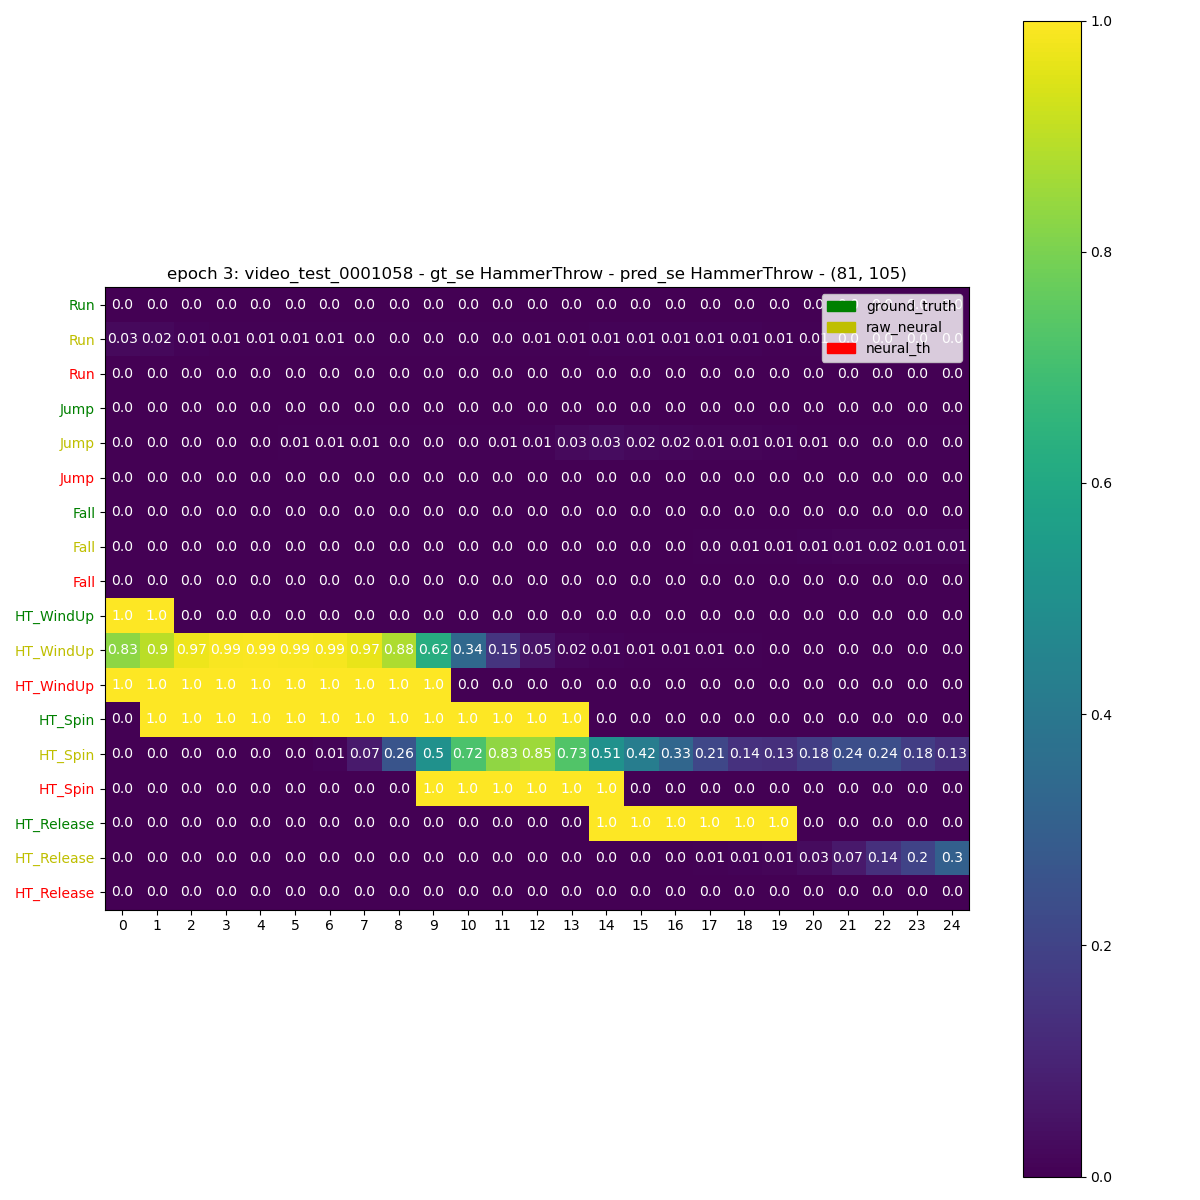 epoch 3: video_test_0001058 - gt_se HammerThrow - pred_se HammerThrow - (81, 105)
Run 0.0 0.0 0.0 0.0 0.0 0.0 0.0 0.0 0.0 0.0 0.0 0.0 0.0 0.0 0.0 0.0 0.0 0.0 0.0 0.0 0.0 0.0 0.0 0.0 0.0
ground_truth
Run 0.03 0.02 0.01 0.01 0.01 0.01 0.01 0.0 0.0 0.0 0.0 0.0 0.01 0.01 0.01 0.01 0.01 0.01 0.01 0.01 0.01 0.0 0.0 0.0 0.0
raw_neural
neural_th
Run 0.0 0.0 0.0 0.0 0.0 0.0 0.0 0.0 0.0 0.0 0.0 0.0 0.0 0.0 0.0 0.0 0.0 0.0 0.0 0.0 0.0 0.0 0.0 0.0 0.0
Jump 0.0 0.0 0.0 0.0 0.0 0.0 0.0 0.0 0.0 0.0 0.0 0.0 0.0 0.0 0.0 0.0 0.0 0.0 0.0 0.0 0.0 0.0 0.0 0.0 0.0
Jump 0.0 0.0 0.0 0.0 0.0 0.01 0.01 0.01 0.0 0.0 0.0 0.01 0.01 0.03 0.03 0.02 0.02 0.01 0.01 0.01 0.01 0.0 0.0 0.0 0.0
Jump 0.0 0.0 0.0 0.0 0.0 0.0 0.0 0.0 0.0 0.0 0.0 0.0 0.0 0.0 0.0 0.0 0.0 0.0 0.0 0.0 0.0 0.0 0.0 0.0 0.0
Fall 0.0 0.0 0.0 0.0 0.0 0.0 0.0 0.0 0.0 0.0 0.0 0.0 0.0 0.0 0.0 0.0 0.0 0.0 0.0 0.0 0.0 0.0 0.0 0.0 0.0
Fall 0.0 0.0 0.0 0.0 0.0 0.0 0.0 0.0 0.0 0.0 0.0 0.0 0.0 0.0 0.0 0.0 0.0 0.0 0.01 0.01 0.01 0.01 0.02 0.01 0.01
Fall 0.0 0.0 0.0 0.0 0.0 0.0 0.0 0.0 0.0 0.0 0.0 0.0 0.0 0.0 0.0 0.0 0.0 0.0 0.0 0.0 0.0 0.0 0.0 0.0 0.0
HT_WindUp 1.0 1.0 0.0 0.0 0.0 0.0 0.0 0.0 0.0 0.0 0.0 0.0 0.0 0.0 0.0 0.0 0.0 0.0 0.0 0.0 0.0 0.0 0.0 0.0 0.0
HT_WindUp 0.83 0.9 0.97 0.99 0.99 0.99 0.99 0.97 0.88 0.62 0.34 0.15 0.05 0.02 0.01 0.01 0.01 0.01 0.0 0.0 0.0 0.0 0.0 0.0 0.0
HT_WindUp 1.0 1.0 1.0 1.0 1.0 1.0 1.0 1.0 1.0 1.0 0.0 0.0 0.0 0.0 0.0 0.0 0.0 0.0 0.0 0.0 0.0 0.0 0.0 0.0 0.0
HT_Spin 0.0 1.0 1.0 1.0 1.0 1.0 1.0 1.0 1.0 1.0 1.0 1.0 1.0 1.0 0.0 0.0 0.0 0.0 0.0 0.0 0.0 0.0 0.0 0.0 0.0
HT_Spin 0.0 0.0 0.0 0.0 0.0 0.0 0.01 0.07 0.26 0.5 0.72 0.83 0.85 0.73 0.51 0.42 0.33 0.21 0.14 0.13 0.18 0.24 0.24 0.18 0.13
HT_Spin 0.0 0.0 0.0 0.0 0.0 0.0 0.0 0.0 0.0 1.0 1.0 1.0 1.0 1.0 1.0 0.0 0.0 0.0 0.0 0.0 0.0 0.0 0.0 0.0 0.0
HT_Release 0.0 0.0 0.0 0.0 0.0 0.0 0.0 0.0 0.0 0.0 0.0 0.0 0.0 0.0 1.0 1.0 1.0 1.0 1.0 1.0 0.0 0.0 0.0 0.0 0.0
HT_Release 0.0 0.0 0.0 0.0 0.0 0.0 0.0 0.0 0.0 0.0 0.0 0.0 0.0 0.0 0.0 0.0 0.0 0.01 0.01 0.01 0.03 0.07 0.14 0.2 0.3
HT_Release 0.0 0.0 0.0 0.0 0.0 0.0 0.0 0.0 0.0 0.0 0.0 0.0 0.0 0.0 0.0 0.0 0.0 0.0 0.0 0.0 0.0 0.0 0.0 0.0 0.0
0 1 2 3 4 5 6 7 8 9 10 11 12 13 14 15 16 17 18 19 20 21 22 23 24
1.0
0.8
0.6
0.4
0.2
0.0